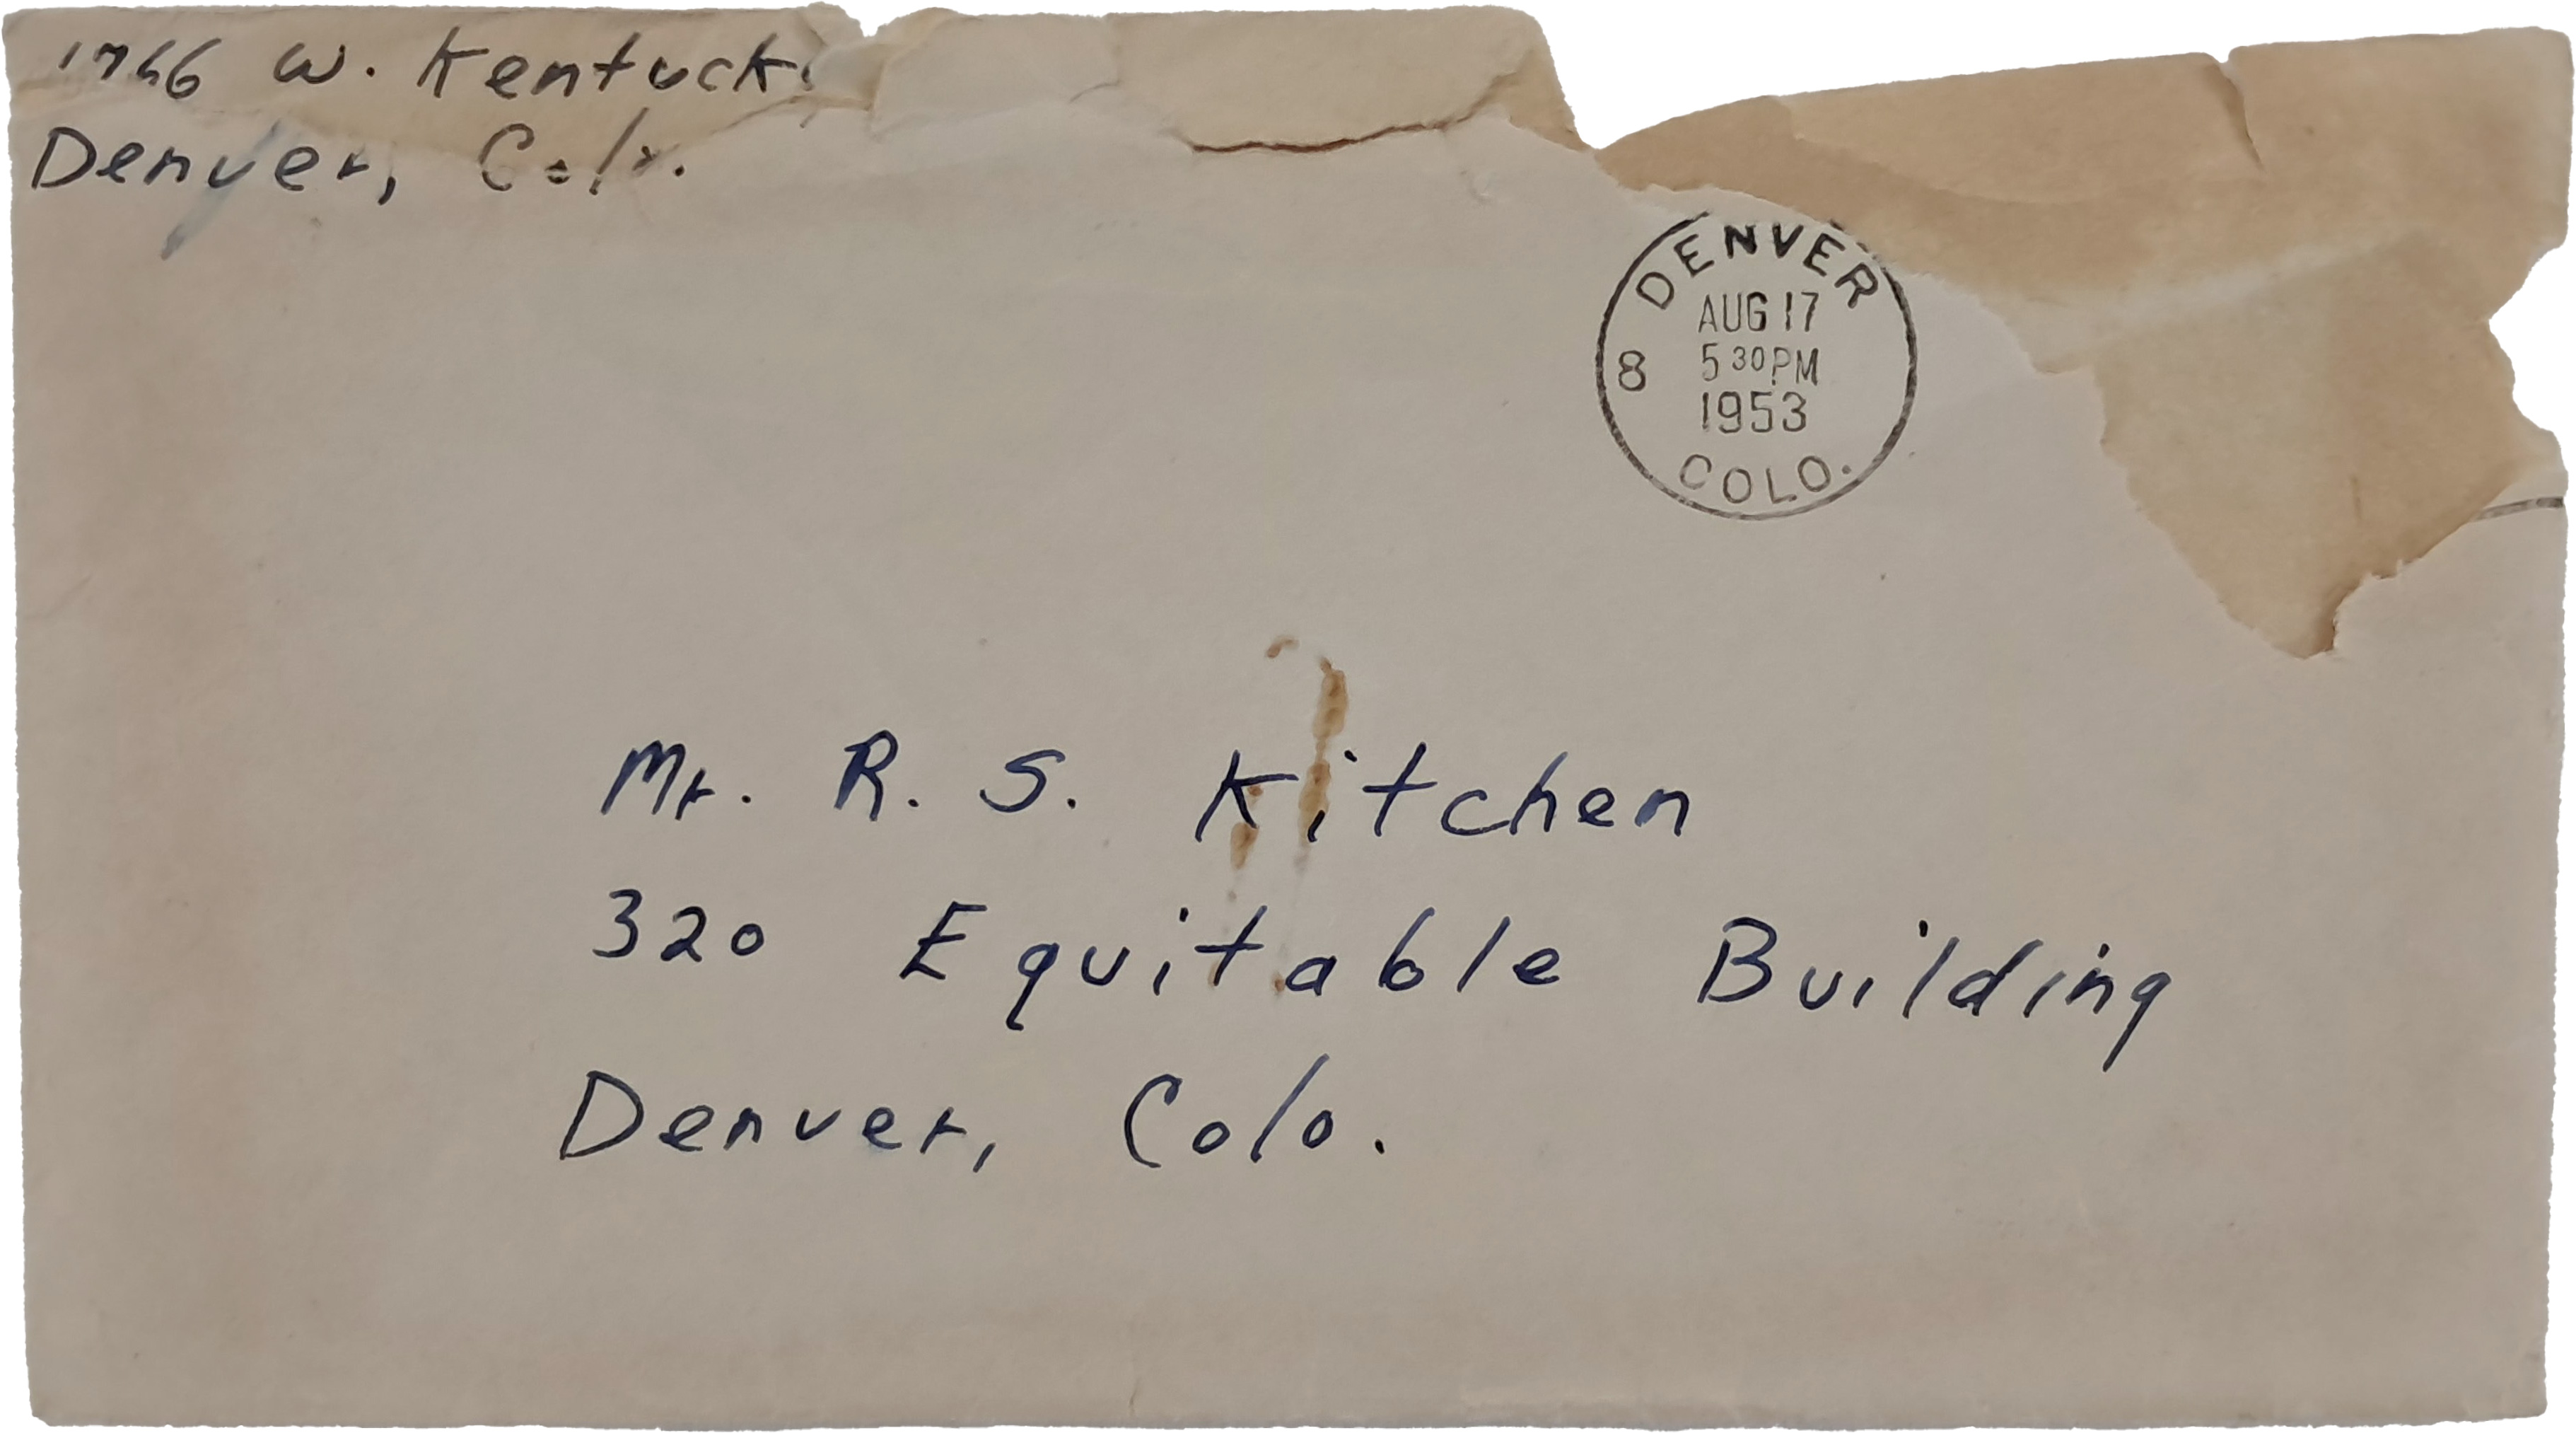 1766 W. Kentuck
Denver, Colo.
DENVER
AUG 17
8 5 30 PM
1953
COLO.
Mr. R. S. Kitchen
320 Equitable Building
Denver, Colo.